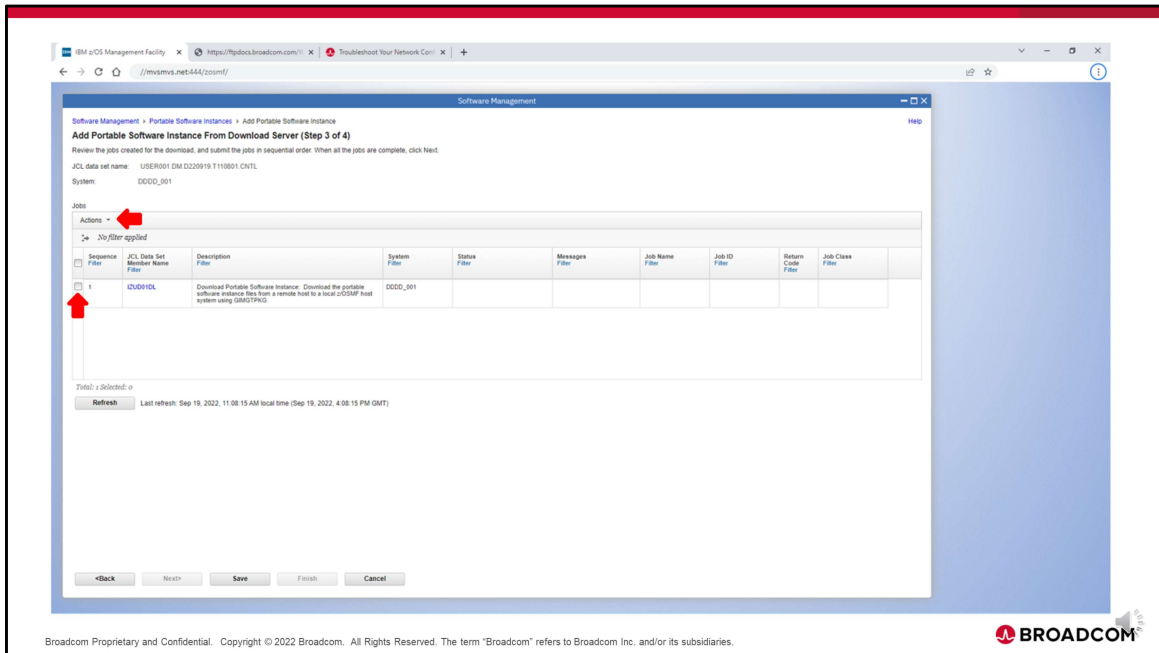 IBM z/OS Management Facility
https://ftpdocs.broadcom.com/
Troubleshoot Your Network Con
//mvsmvs.net:444/zosmf/
Software Management
Software Management › Portable Software Instances › Add Portable Software Instance
Help
Add Portable Software Instance From Download Server (Step 3 of 4)
Review the jobs created for the download, and submit the jobs in sequential order. When all the jobs are complete, click Next.
JCL data set name: USER001.DM.D220919.T110801.CNTL
System: DDDD_001
Jobs
Actions
No filter applied
Sequence JCL Data Set Description System Status Messages Job Name Job ID Return Job Class
Filter Member Name Filter Filter Filter Filter Filter Filter Code Filter
Filter Filter
1 IZUD01DL Download Portable Software Instance: Download the portable DDDD_001
software instance files from a remote host to a local z/OSMF host
system using GIMGTPKG.
Total: 1 Selected: 0
Refresh Last refresh: Sep 19, 2022, 11:08:15 AM local time (Sep 19, 2022, 4:08:15 PM GMT)
<Back Next> Save Finish Cancel
Broadcom Proprietary and Confidential. Copyright © 2022 Broadcom. All Rights Reserved. The term “Broadcom” refers to Broadcom Inc. and/or its subsidiaries.
BROADCOM